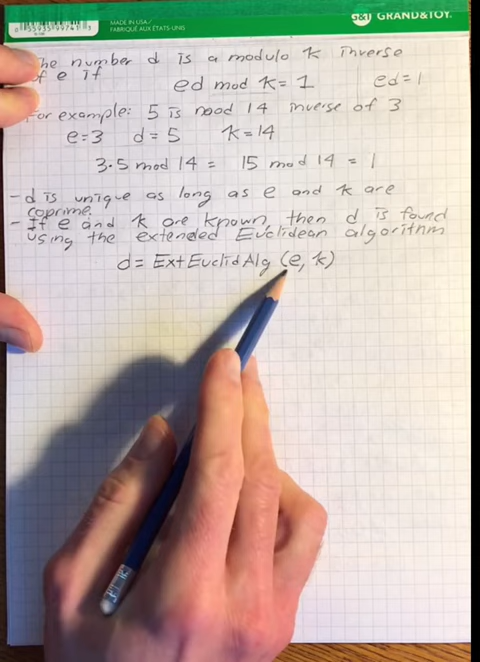 MADE IN USA/
FABRIQUÉ AUX ÉTATS-UNIS
GRAND&TOY.
The number d is a modulo k inverse
of e if
ed mod k = 1 ed = 1
For example: 5 is mod 14 inverse of 3
e=3 d=5 k=14
3·5 mod 14 = 15 mod 14 = 1
- d is unique as long as e and k are
coprime.
- If e and k are known then d is found
using the extended Euclidean algorithm
d = ExtEuclidAlg (e, k)